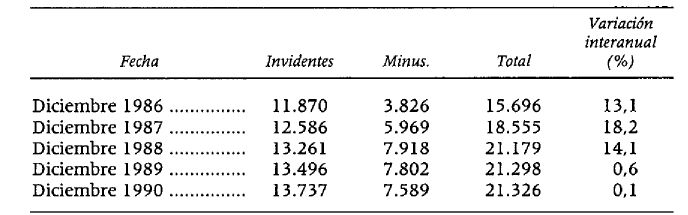 Variación
interanual
Fecha Invidentes Minus. Total (%)
Diciembre 1986 ............... 11.870 3.826 15.696 13,1
Diciembre 1987 ............... 12.586 5.969 18.555 18,2
Diciembre 1988 ............... 13.261 7.918 21.179 14,1
Diciembre 1989 ............... 13.496 7.802 21.298 0,6
Diciembre 1990 ............... 13.737 7.589 21.326 0,1